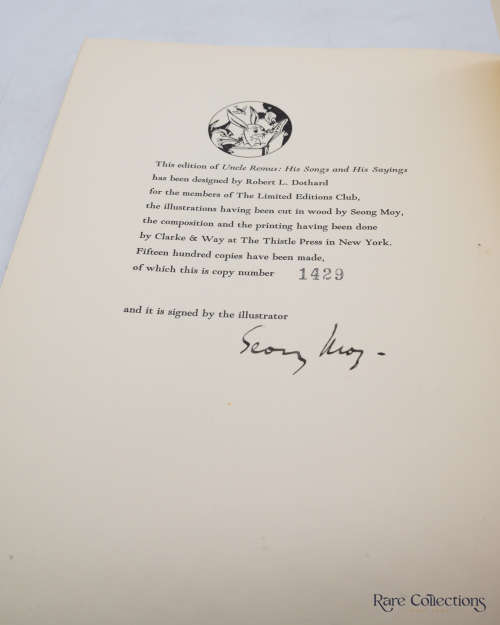 This edition of Uncle Remus: His Songs and His Sayings
has been designed by Robert L. Dothard
for the members of The Limited Editions Club,
the illustrations having been cut in wood by Seong Moy,
the composition and the printing having been done
by Clarke & Way at The Thistle Press in New York.
Fifteen hundred copies have been made,
of which this is copy number 1429
and it is signed by the illustrator
Seong Moy -
Rare Collections